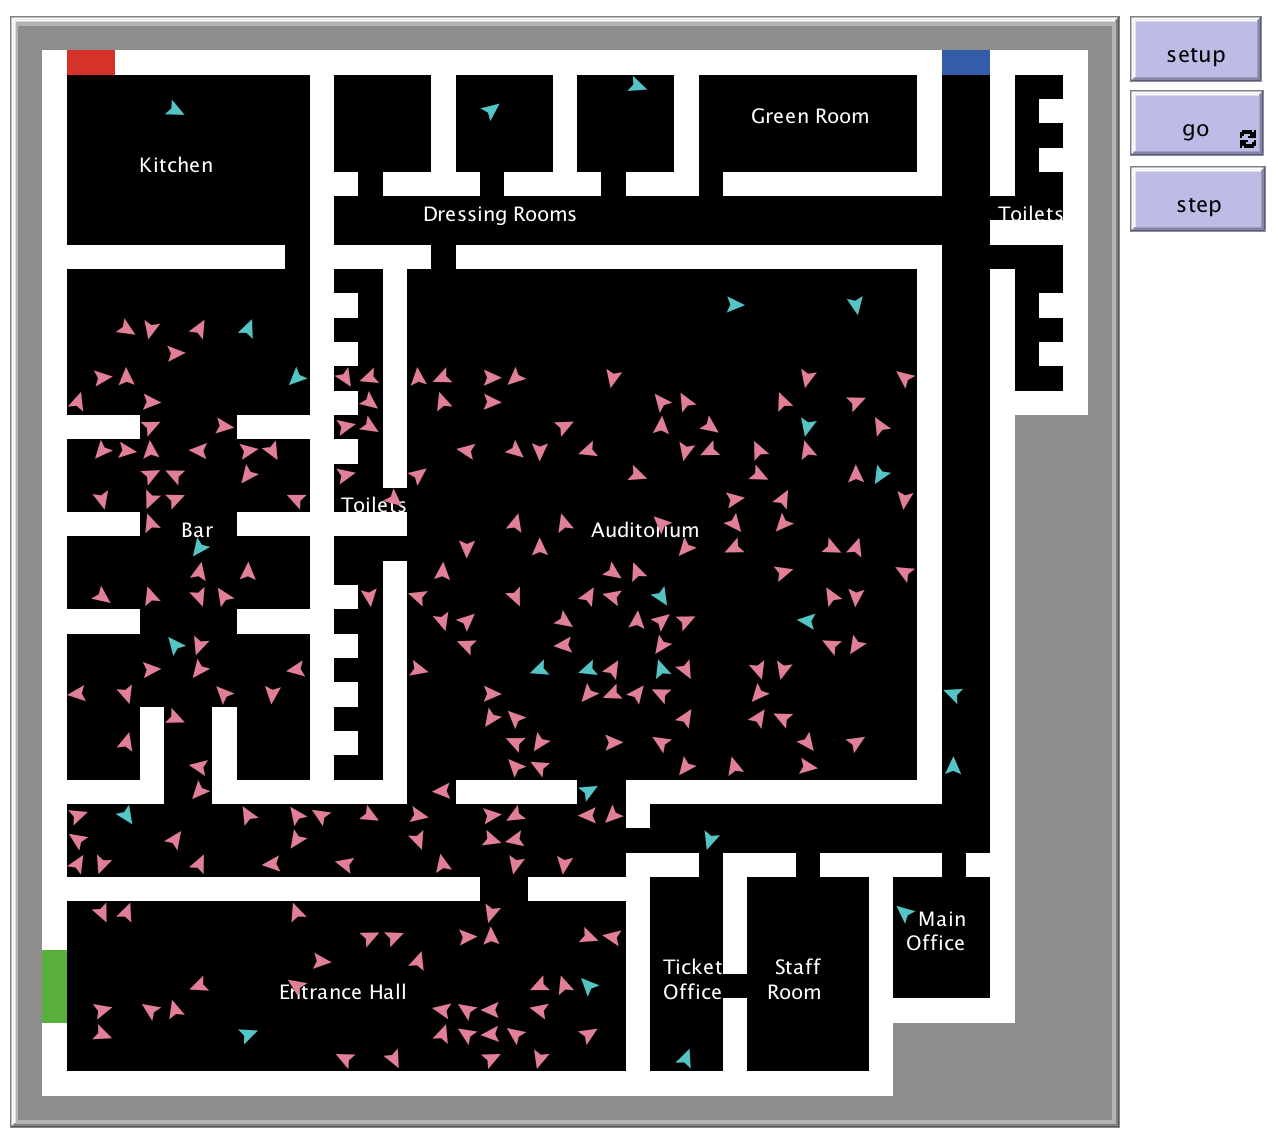 setup
go
step
Green Room
Kitchen
Dressing Rooms
Toilets
Toilets
Bar
Auditorium
Main
Office
Ticket
Office
Staff
Room
Entrance Hall